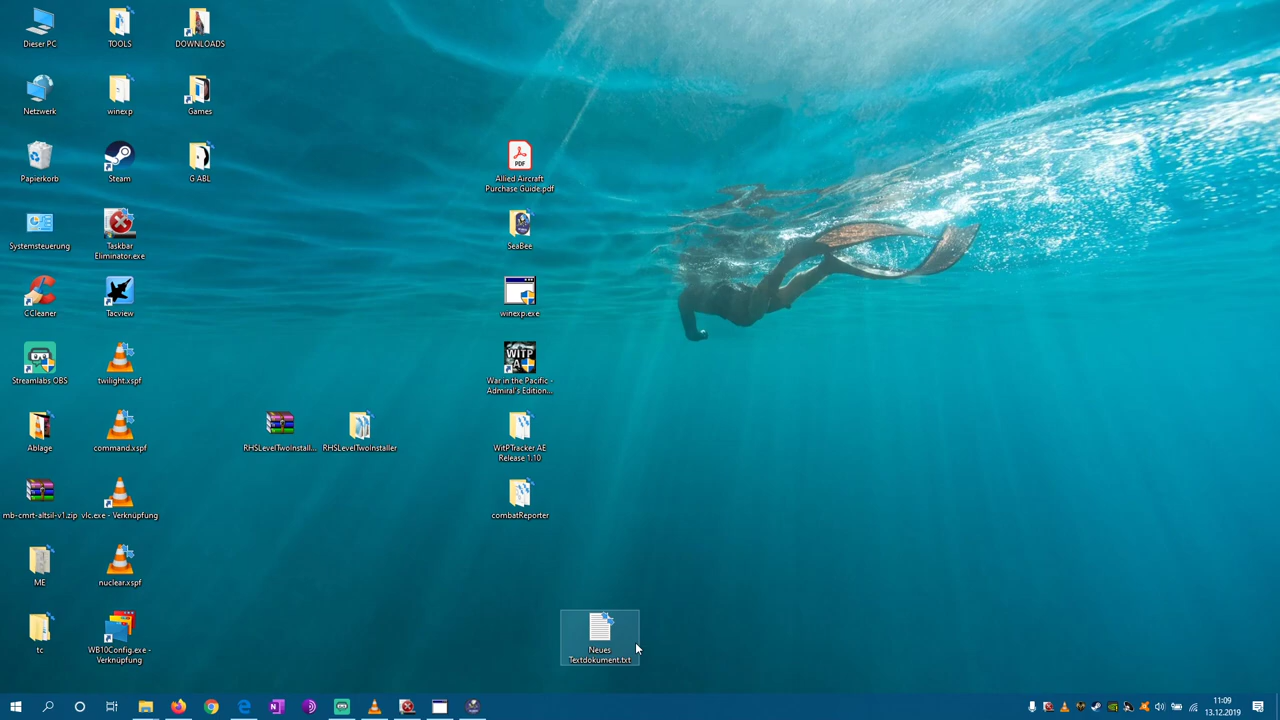 Dieser PC
TOOLS
DOWNLOADS
Netzwerk
winexp
Games
Papierkorb
Steam
G ABL
Systemsteuerung
Taskbar
Eliminator.exe
CCleaner
Tacview
Streamlabs OBS
twilight.xspf
Ablage
command.xspf
mb-cmrt-altsil-v1.zip
vlc.exe - Verknüpfung
ME
nuclear.xspf
tc
WB10Config.exe -
Verknüpfung
RHSLevelTwoinstall...
RHSLevelTwoinstaller
PDF
Allied Aircraft
Purchase Guide.pdf
SeaBee
winexp.exe
WITP
War in the Pacific -
Admiral's Edition...
WitPTracker AE
Release 1.10
combatReporter
Neues
Textdokument.txt
11:09
13.12.2019